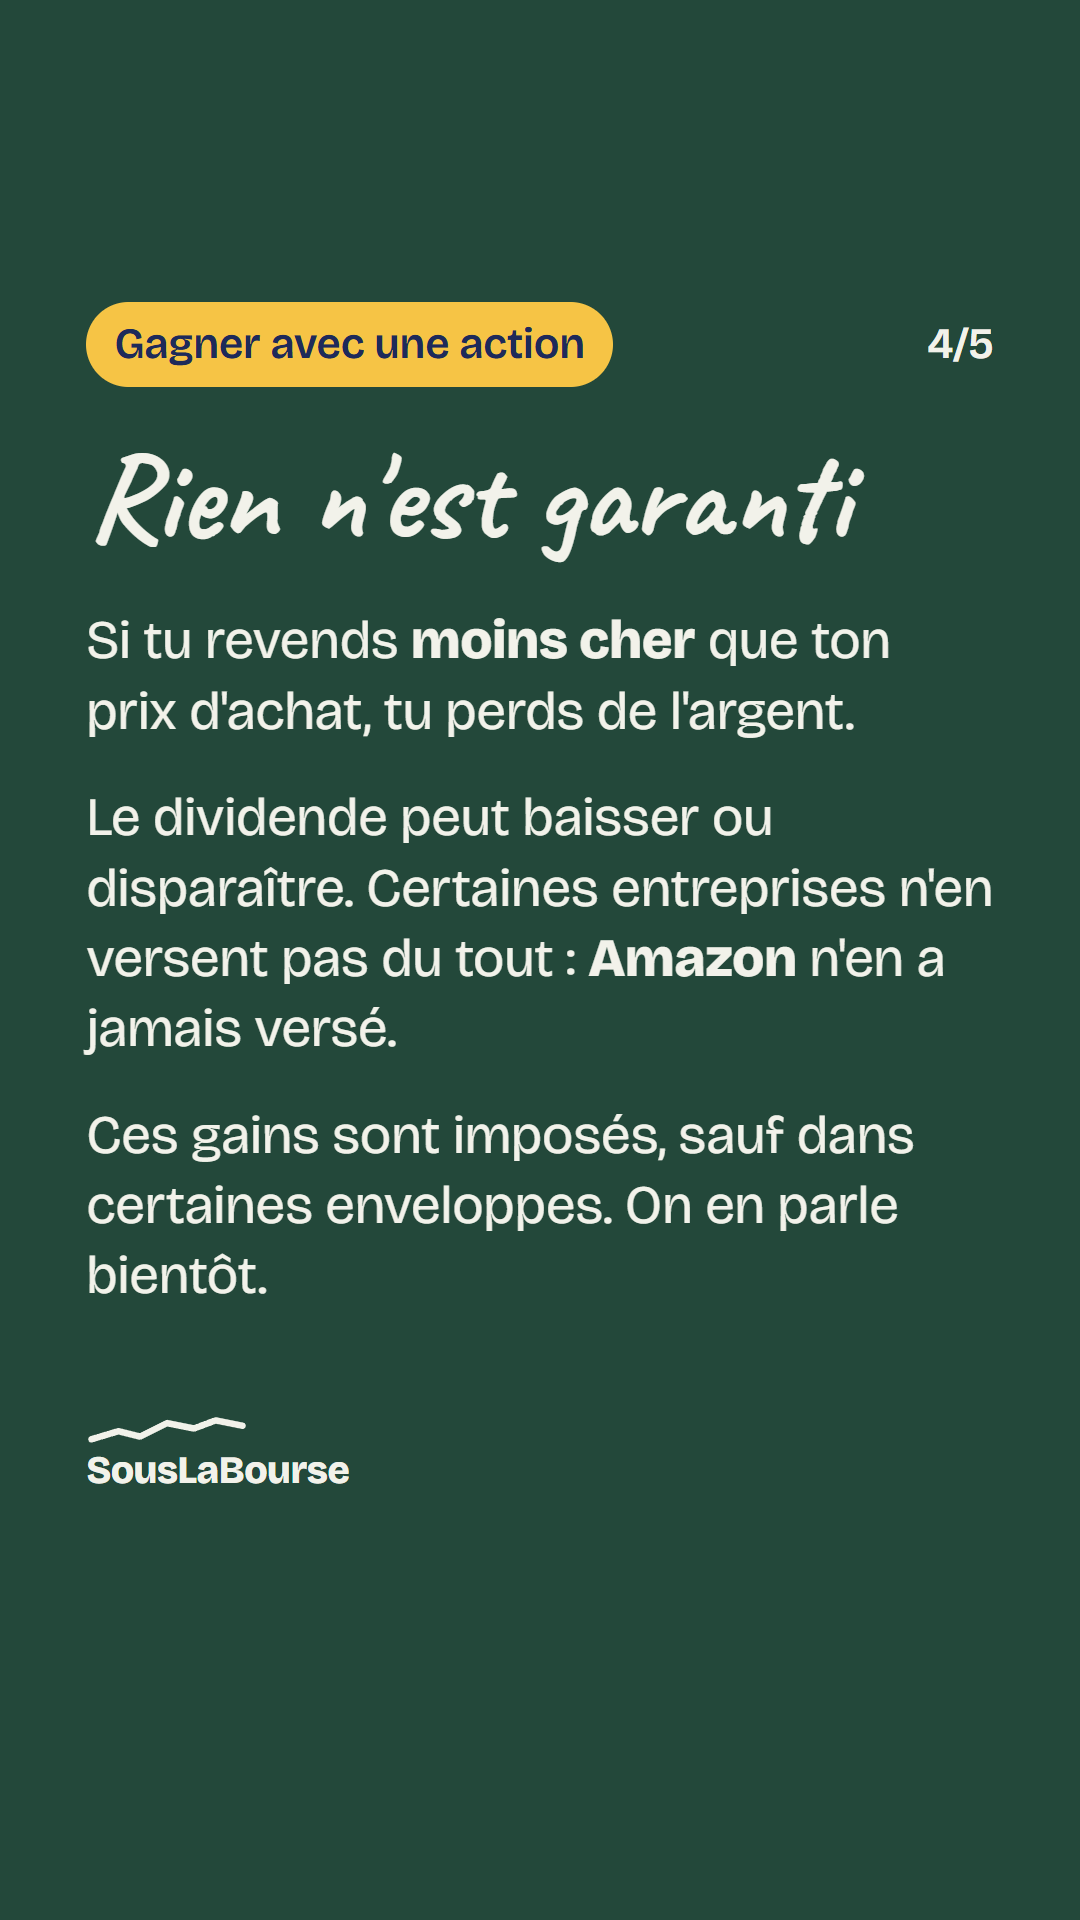 Gagner avec une action
4/5
Rien n'est garanti
Si tu revends moins cher que ton
prix d'achat, tu perds de l'argent.
Le dividende peut baisser ou
disparaître. Certaines entreprises n'en
versent pas du tout : Amazon n'en a
jamais versé.
Ces gains sont imposés, sauf dans
certaines enveloppes. On en parle
bientôt.
SousLaBourse